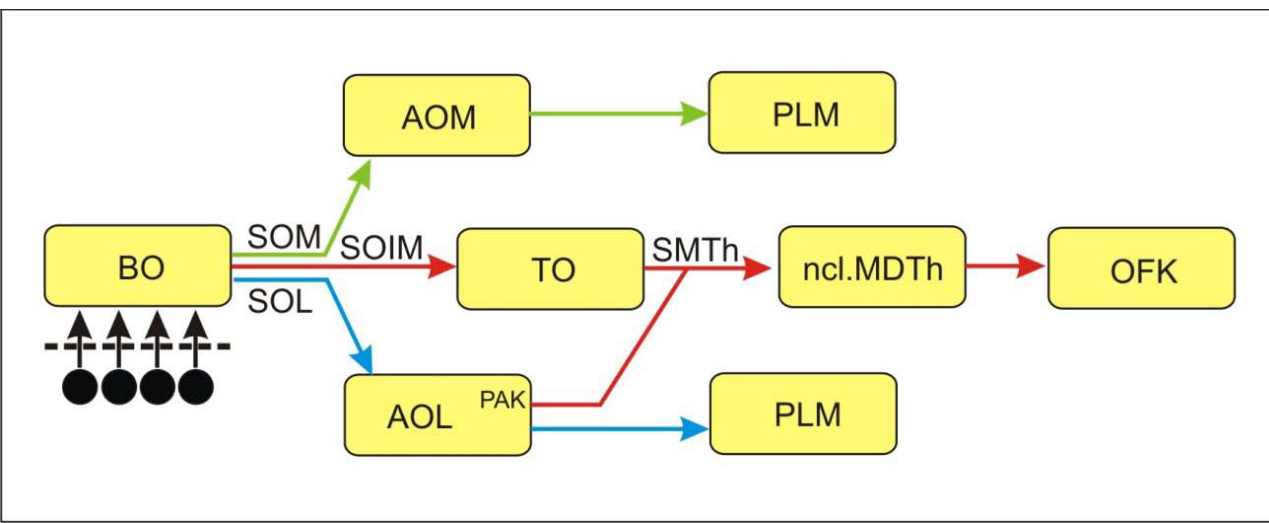 AOM
PLM
BO
SOM
SOIM
SOL
TO
SMTh
ncl.MDTh
OFK
AOL
PAK
PLM